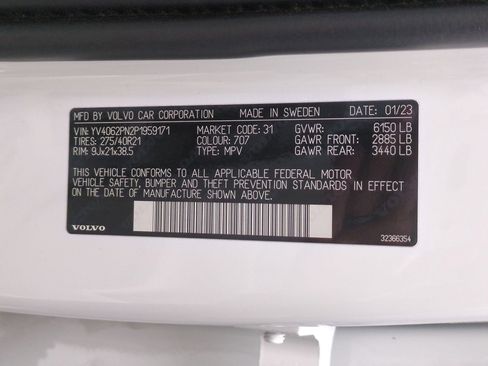 MFD BY VOLVO CAR CORPORATION MADE IN SWEDEN DATE: 01/23
VIN: YV4062PN2P1959171 MARKET CODE: 31 GVWR: 6150 LB
TIRES: 275/40R21 COLOUR: 707 GAWR FRONT: 2885 LB
RIM: 9Jx21x38.5 TYPE: MPV GAWR REAR: 3440 LB
THIS VEHICLE CONFORMS TO ALL APPLICABLE FEDERAL MOTOR
VEHICLE SAFETY, BUMPER AND THEFT PREVENTION STANDARDS IN EFFECT
ON THE DATE OF MANUFACTURE SHOWN ABOVE.
VOLVO 32366354